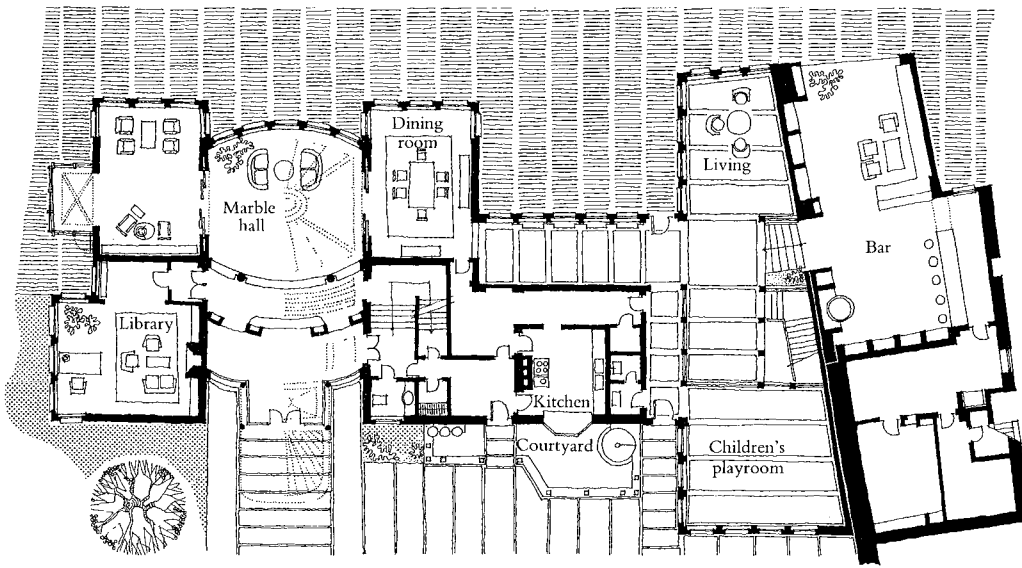 Dining
room
Living
Marble
hall
Bar
Library
Kitchen
Courtyard
Children's
playroom